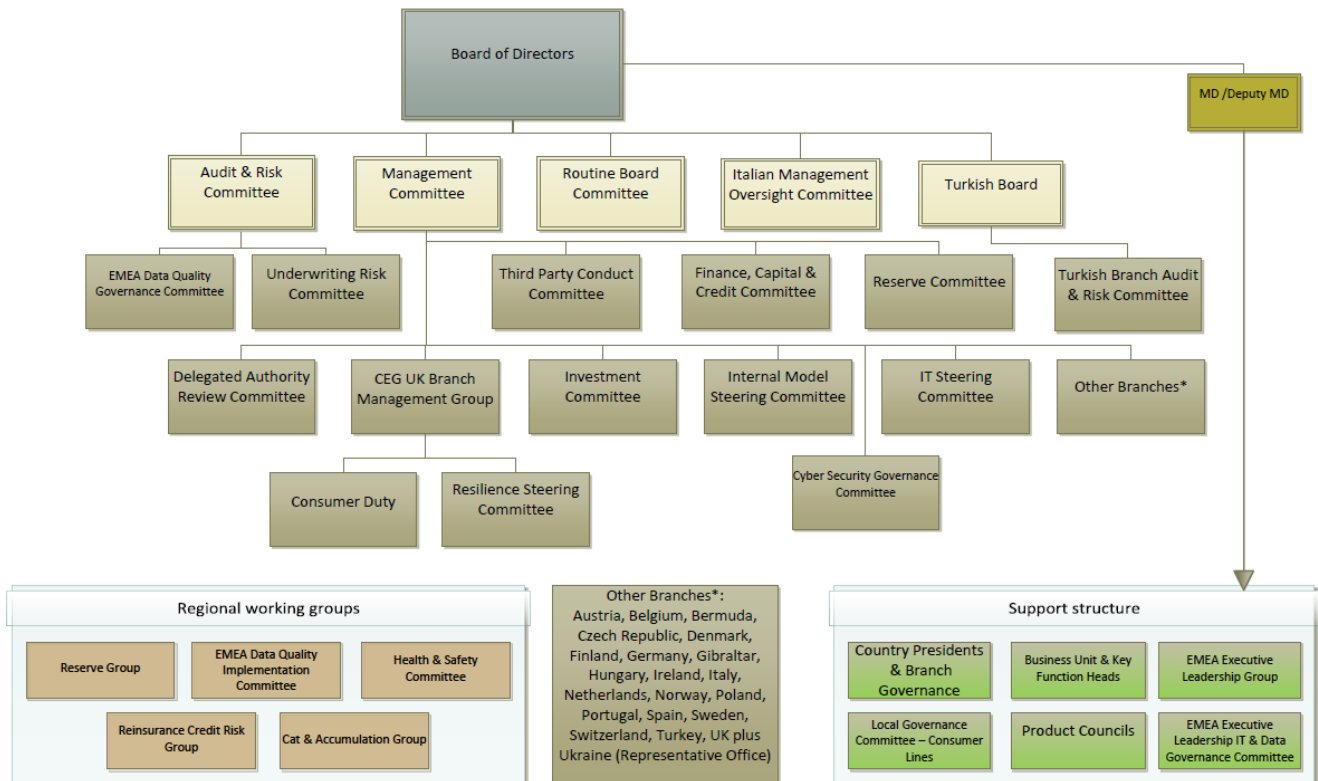 Board of Directors
MD /Deputy MD
Audit & Risk
Committee
Management
Committee
Routine Board
Committee
Italian Management
Oversight Committee
Turkish Board
EMEA Data Quality
Governance Committee
Underwriting Risk
Committee
Third Party Conduct
Committee
Finance, Capital &
Credit Committee
Reserve Committee
Turkish Branch Audit
& Risk Committee
Delegated Authority
Review Committee
CEG UK Branch
Management Group
Investment
Committee
Internal Model
Steering Committee
IT Steering
Committee
Other Branches*
Consumer Duty
Resilience Steering
Committee
Cyber Security Governance
Committee
Regional working groups
Reserve Group
EMEA Data Quality
Implementation
Committee
Health & Safety
Committee
Reinsurance Credit Risk
Group
Cat & Accumulation Group
Other Branches*:
Austria, Belgium, Bermuda,
Czech Republic, Denmark,
Finland, Germany, Gibraltar,
Hungary, Ireland, Italy,
Netherlands, Norway, Poland,
Portugal, Spain, Sweden,
Switzerland, Turkey, UK plus
Ukraine (Representative Office)
Support structure
Country Presidents
& Branch
Governance
Business Unit & Key
Function Heads
EMEA Executive
Leadership Group
Local Governance
Committee – Consumer
Lines
Product Councils
EMEA Executive
Leadership IT & Data
Governance Committee